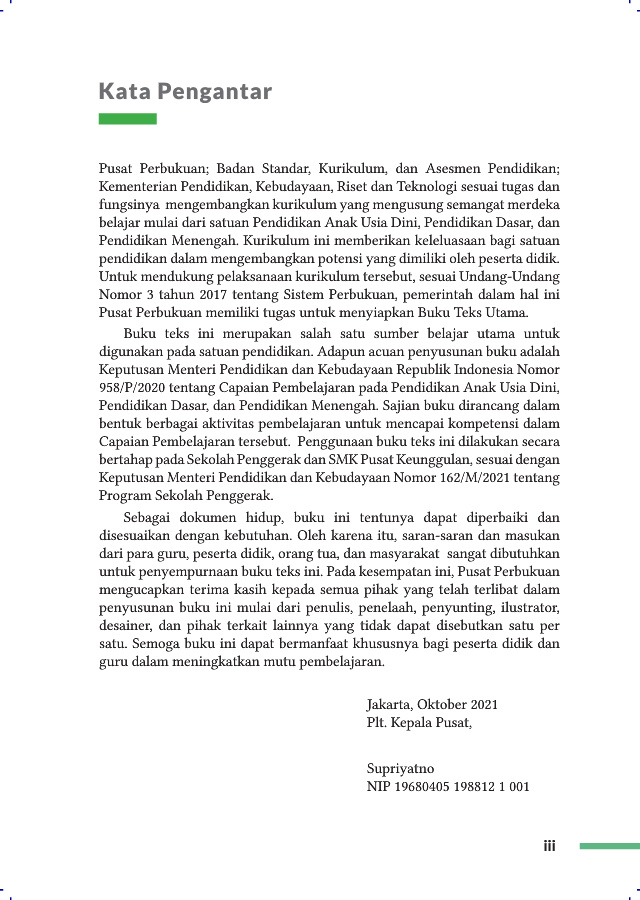 Kata Pengantar
Pusat Perbukuan; Badan Standar, Kurikulum, dan Asesmen Pendidikan;
Kementerian Pendidikan, Kebudayaan, Riset dan Teknologi sesuai tugas dan
fungsinya mengembangkan kurikulum yang mengusung semangat merdeka
belajar mulai dari satuan Pendidikan Anak Usia Dini, Pendidikan Dasar, dan
Pendidikan Menengah. Kurikulum ini memberikan keleluasaan bagi satuan
pendidikan dalam mengembangkan potensi yang dimiliki oleh peserta didik.
Untuk mendukung pelaksanaan kurikulum tersebut, sesuai Undang-Undang
Nomor 3 tahun 2017 tentang Sistem Perbukuan, pemerintah dalam hal ini
Pusat Perbukuan memiliki tugas untuk menyiapkan Buku Teks Utama.
Buku teks ini merupakan salah satu sumber belajar utama untuk
digunakan pada satuan pendidikan. Adapun acuan penyusunan buku adalah
Keputusan Menteri Pendidikan dan Kebudayaan Republik Indonesia Nomor
958/P/2020 tentang Capaian Pembelajaran pada Pendidikan Anak Usia Dini,
Pendidikan Dasar, dan Pendidikan Menengah. Sajian buku dirancang dalam
bentuk berbagai aktivitas pembelajaran untuk mencapai kompetensi dalam
Capaian Pembelajaran tersebut. Penggunaan buku teks ini dilakukan secara
bertahap pada Sekolah Penggerak dan SMK Pusat Keunggulan, sesuai dengan
Keputusan Menteri Pendidikan dan Kebudayaan Nomor 162/M/2021 tentang
Program Sekolah Penggerak.
Sebagai dokumen hidup, buku ini tentunya dapat diperbaiki dan
disesuaikan dengan kebutuhan. Oleh karena itu, saran-saran dan masukan
dari para guru, peserta didik, orang tua, dan masyarakat sangat dibutuhkan
untuk penyempurnaan buku teks ini. Pada kesempatan ini, Pusat Perbukuan
mengucapkan terima kasih kepada semua pihak yang telah terlibat dalam
penyusunan buku ini mulai dari penulis, penelaah, penyunting, ilustrator,
desainer, dan pihak terkait lainnya yang tidak dapat disebutkan satu per
satu. Semoga buku ini dapat bermanfaat khususnya bagi peserta didik dan
guru dalam meningkatkan mutu pembelajaran.
Jakarta, Oktober 2021
Plt. Kepala Pusat,
Supriyatno
NIP 19680405 198812 1 001
iii